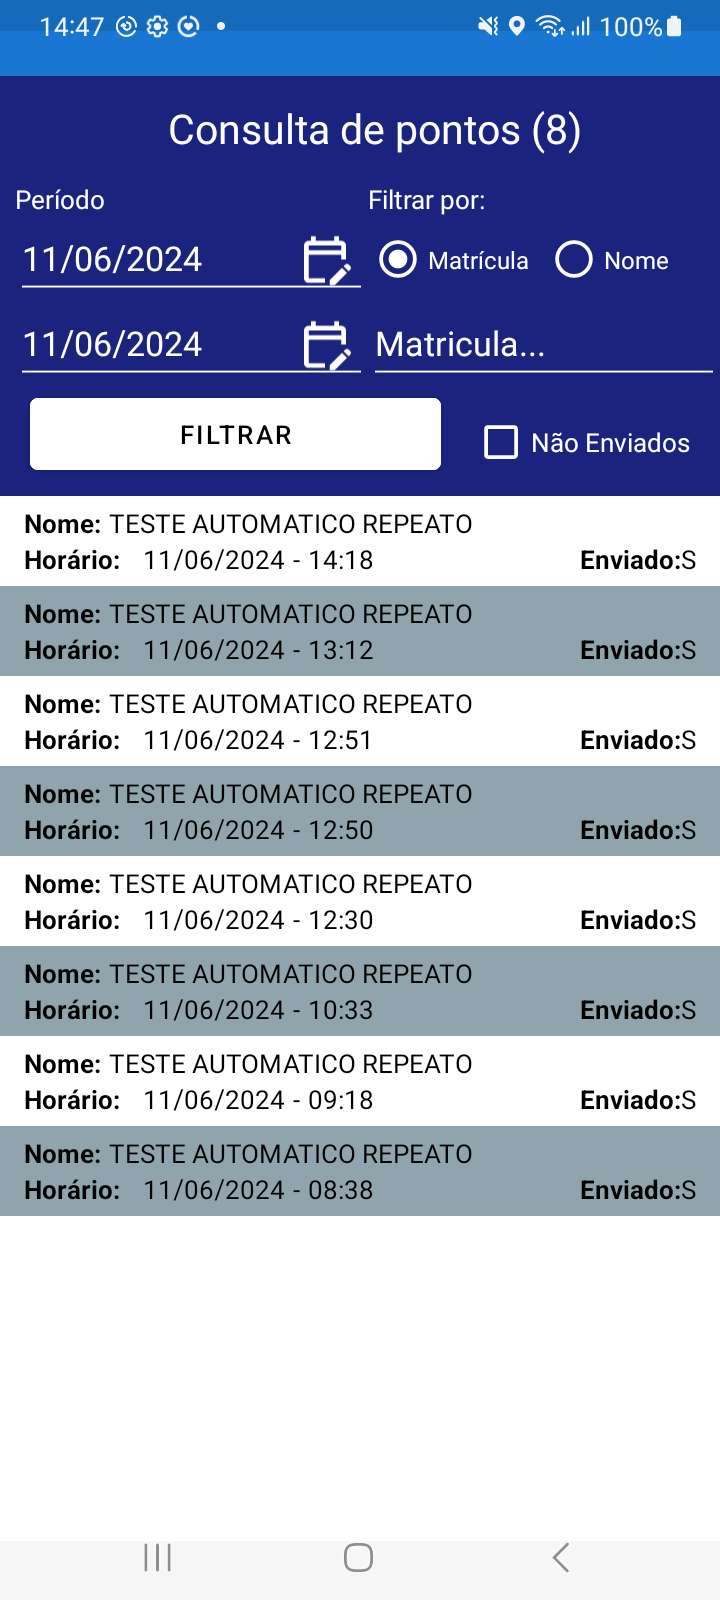 14:47 100%
Consulta de pontos (8)
Período Filtrar por:
11/06/2024 Matrícula Nome
11/06/2024 Matricula...
FILTRAR Não Enviados
Nome: TESTE AUTOMATICO REPEATO
Horário: 11/06/2024 - 14:18 Enviado:S
Nome: TESTE AUTOMATICO REPEATO
Horário: 11/06/2024 - 13:12 Enviado:S
Nome: TESTE AUTOMATICO REPEATO
Horário: 11/06/2024 - 12:51 Enviado:S
Nome: TESTE AUTOMATICO REPEATO
Horário: 11/06/2024 - 12:50 Enviado:S
Nome: TESTE AUTOMATICO REPEATO
Horário: 11/06/2024 - 12:30 Enviado:S
Nome: TESTE AUTOMATICO REPEATO
Horário: 11/06/2024 - 10:33 Enviado:S
Nome: TESTE AUTOMATICO REPEATO
Horário: 11/06/2024 - 09:18 Enviado:S
Nome: TESTE AUTOMATICO REPEATO
Horário: 11/06/2024 - 08:38 Enviado:S